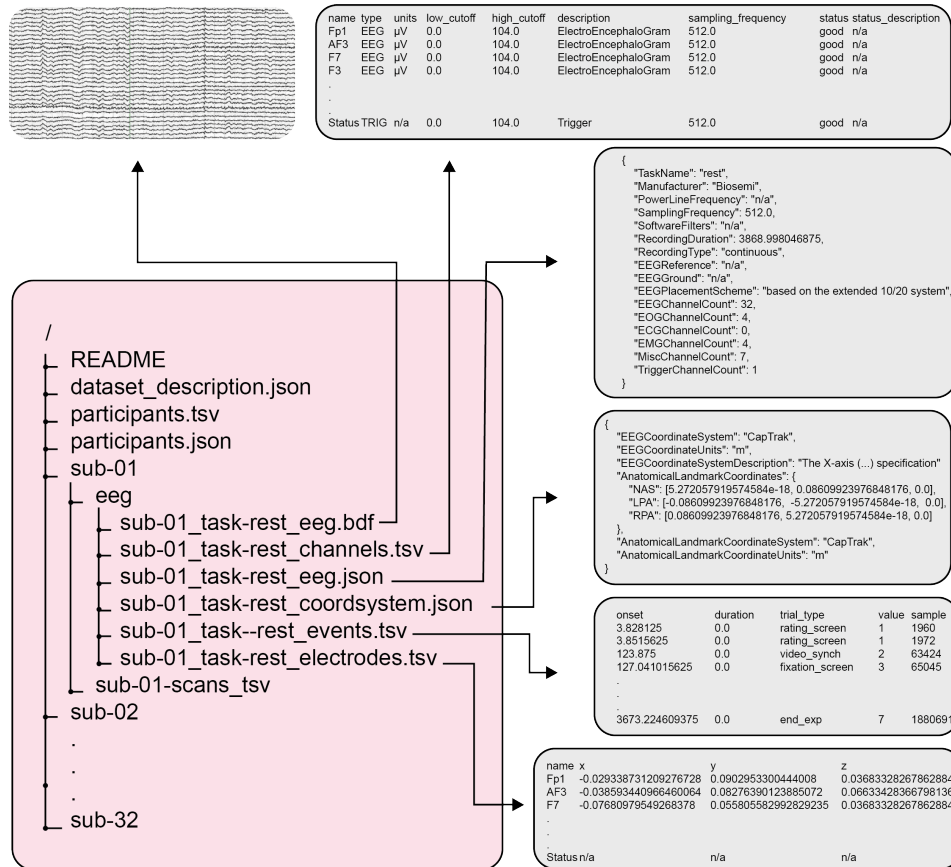 name type units low_cutoff high_cutoff description sampling_frequency status status_description
Fp1 EEG µV 0.0 104.0 ElectroEncephaloGram 512.0 good n/a
AF3 EEG µV 0.0 104.0 ElectroEncephaloGram 512.0 good n/a
F7 EEG µV 0.0 104.0 ElectroEncephaloGram 512.0 good n/a
F3 EEG µV 0.0 104.0 ElectroEncephaloGram 512.0 good n/a
.
.
.
Status TRIG n/a 0.0 104.0 Trigger 512.0 good n/a
{
"TaskName": "rest",
"Manufacturer": "Biosemi",
"PowerLineFrequency": "n/a",
"SamplingFrequency": 512.0,
"SoftwareFilters": "n/a",
"RecordingDuration": 3868.998046875,
"RecordingType": "continuous",
"EEGReference": "n/a",
"EEGGround": "n/a",
"EEGPlacementScheme": "based on the extended 10/20 system",
"EEGChannelCount": 32,
"EOGChannelCount": 4,
"ECGChannelCount": 0,
"EMGChannelCount": 4,
"MiscChannelCount": 7,
"TriggerChannelCount": 1
}
/
README
dataset_description.json
participants.tsv
participants.json
sub-01
eeg
sub-01_task-rest_eeg.bdf
sub-01_task-rest_channels.tsv
sub-01_task-rest_eeg.json
sub-01_task-rest_coordsystem.json
sub-01_task--rest_events.tsv
sub-01_task-rest_electrodes.tsv
sub-01-scans_tsv
sub-02
.
.
.
sub-32
{
"EEGCoordinateSystem": "CapTrak",
"EEGCoordinateUnits": "m",
"EEGCoordinateSystemDescription": "The X-axis (...) specification"
"AnatomicalLandmarkCoordinates": {
"NAS": [5.272057919574584e-18, 0.08609923976848176, 0.0],
"LPA": [-0.08609923976848176, -5.272057919574584e-18, 0.0],
"RPA": [0.08609923976848176, 5.272057919574584e-18, 0.0]
},
"AnatomicalLandmarkCoordinateSystem": "CapTrak",
"AnatomicalLandmarkCoordinateUnits": "m"
}
onset duration trial_type value sample
3.828125 0.0 rating_screen 1 1960
3.8515625 0.0 rating_screen 1 1972
123.875 0.0 video_synch 2 63424
127.041015625 0.0 fixation_screen 3 65045
.
.
.
3673.224609375 0.0 end_exp 7 1880691
name x y z
Fp1 -0.029338731209276728 0.0902953300444008 0.03683328267862884
AF3 -0.038593440966460064 0.08276390123885072 0.06633428366798136
F7 -0.07680979549268378 0.055805582992829235 0.03683328267862884
.
.
.
Status n/a n/a n/a